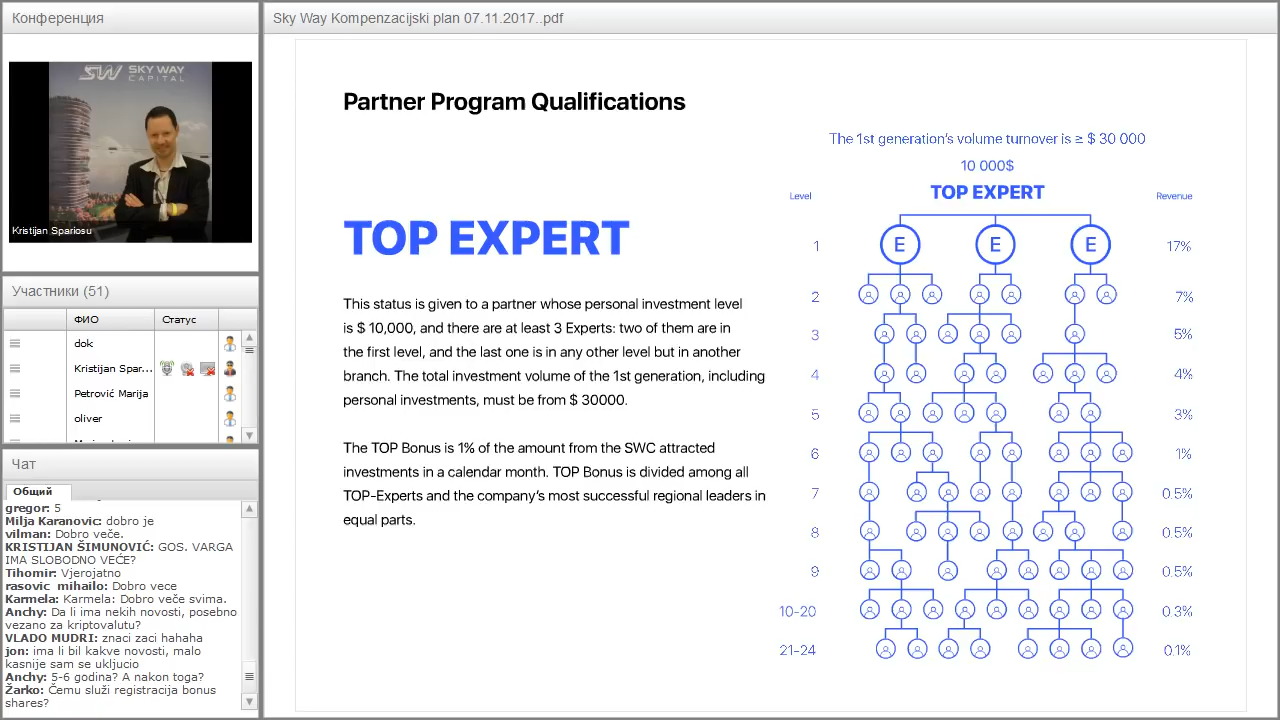 Конференция
SKY WAY
CAPITAL
Kristijan Spariosu
Участники (51)
ФИО
Статус
dok
Kristijan Spar...
Petrović Marija
oliver
Чат
Общий
gregor: 5
Milja Karanovic: dobro je
vilman: Dobro veče.
KRISTIJAN ŠIMUNOVIĆ: GOS. VARGA
IMA SLOBODNO VEĆE?
Tihomir: Vjerojatno
rasovic mihailo: Dobro vece
Karmela: Karmela: Dobro veče svima.
Anchy: Da li ima nekih novosti, posebno
vezano za kriptovalutu?
VLADO MUDRI: znaci zaci hahaha
jon: ima li bil kakve novosti, malo
kasnije sam se ukljucio
Anchy: 5-6 godina? A nakon toga?
Žarko: Čemu služi registracija bonus
shares?
Sky Way Kompenzacijski plan 07.11.2017..pdf
Partner Program Qualifications
TOP EXPERT
This status is given to a partner whose personal investment level
is $ 10,000, and there are at least 3 Experts: two of them are in
the first level, and the last one is in any other level but in another
branch. The total investment volume of the 1st generation, including
personal investments, must be from $ 30000.
The TOP Bonus is 1% of the amount from the SWC attracted
investments in a calendar month. TOP Bonus is divided among all
TOP-Experts and the company's most successful regional leaders in
equal parts.
The 1st generation's volume turnover is ≥ $ 30 000
10 000$
Level TOP EXPERT Revenue
1 E E E 17%
2 7%
3 5%
4 4%
5 3%
6 1%
7 0.5%
8 0.5%
9 0.5%
10-20 0.3%
21-24 0.1%